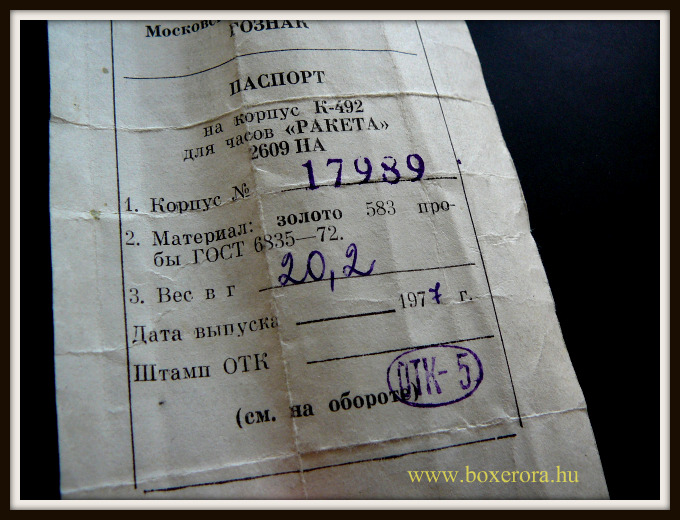 ГОЗНАК
ПАСПОРТ
на корпус К-492
для часов «РАКЕТА»
2609 НА
1. Корпус № 17989
2. Материал: золото 583 про-
бы ГОСТ 6835—72.
3. Вес в г 20,2
Дата выпуска 1977 г.
Штамп ОТК
ОТК-5
(см. на обороте)
www.boxerora.hu